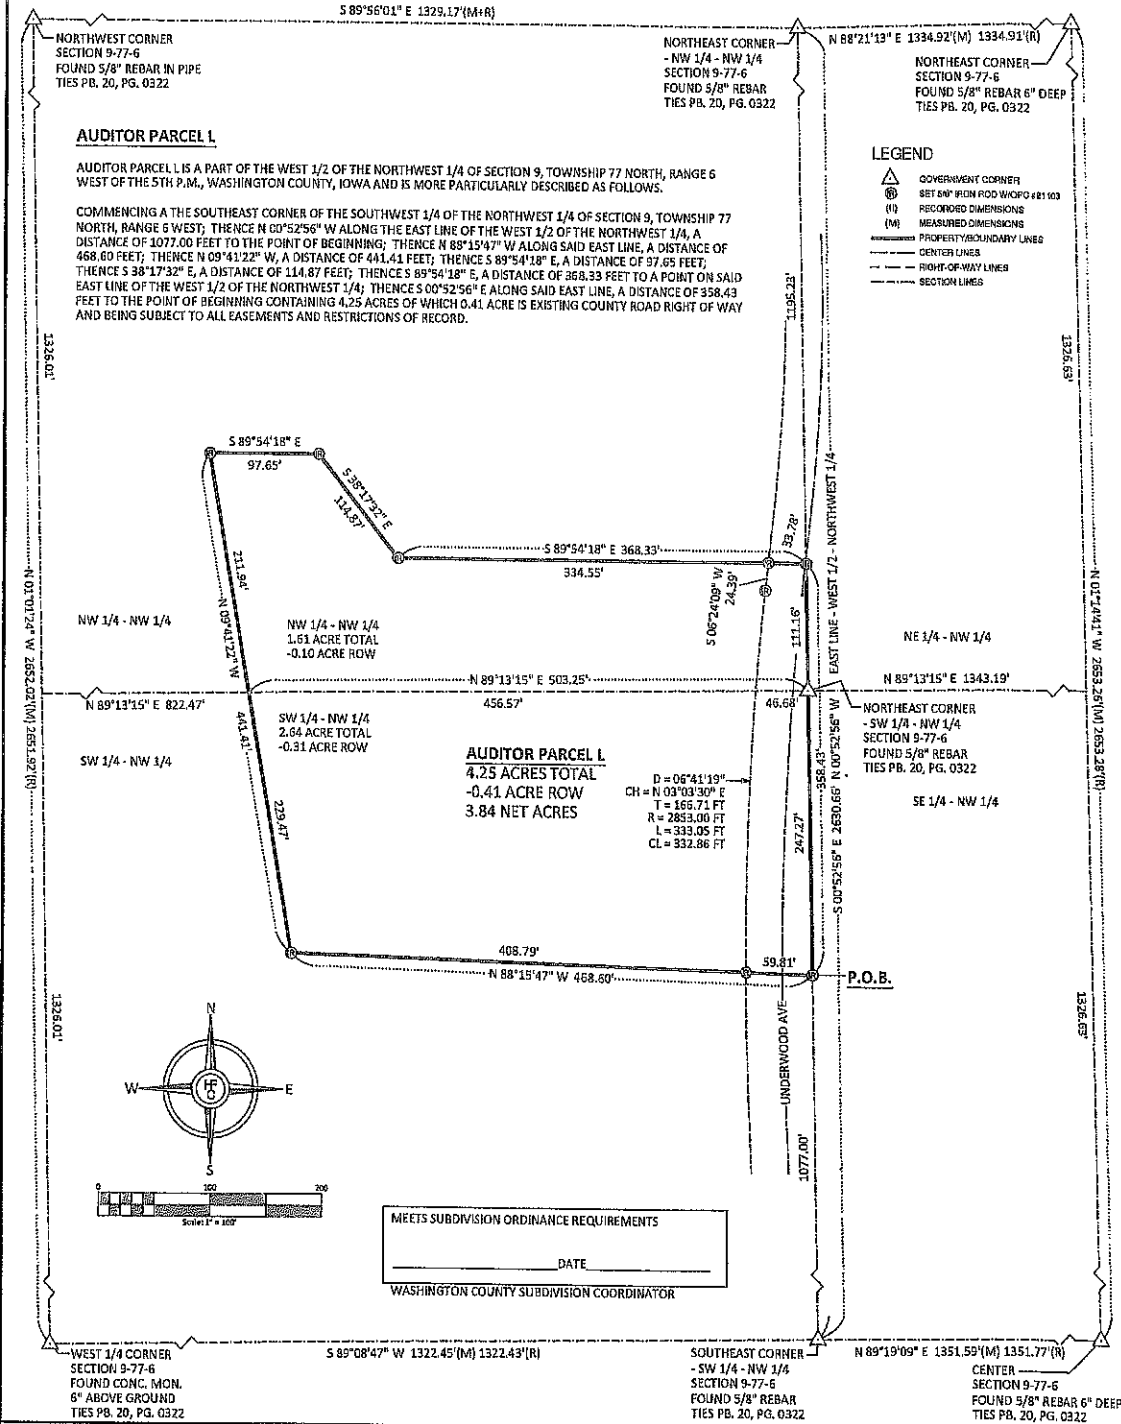 S 89°56'01" E 1329.17'(M+R)
N 88°21'13" E 1334.92'(M) 1334.91'(R)
NORTHWEST CORNER
SECTION 9-77-6
FOUND 5/8" REBAR IN PIPE
TIES PB. 20, PG. 0322
NORTHEAST CORNER
- NW 1/4 - NW 1/4
SECTION 9-77-6
FOUND 5/8" REBAR
TIES PB. 20, PG. 0322
NORTHEAST CORNER
SECTION 9-77-6
FOUND 5/8" REBAR 6" DEEP
TIES PB. 20, PG. 0322
AUDITOR PARCEL L
AUDITOR PARCEL L IS A PART OF THE WEST 1/2 OF THE NORTHWEST 1/4 OF SECTION 9, TOWNSHIP 77 NORTH, RANGE 6
WEST OF THE 5TH P.M., WASHINGTON COUNTY, IOWA AND IS MORE PARTICULARLY DESCRIBED AS FOLLOWS.
COMMENCING A THE SOUTHEAST CORNER OF THE SOUTHWEST 1/4 OF THE NORTHWEST 1/4 OF SECTION 9, TOWNSHIP 77
NORTH, RANGE 6 WEST; THENCE N 00°52'56" W ALONG THE EAST LINE OF THE WEST 1/2 OF THE NORTHWEST 1/4, A
DISTANCE OF 1077.00 FEET TO THE POINT OF BEGINNING; THENCE N 88°15'47" W ALONG SAID EAST LINE, A DISTANCE OF
468.60 FEET; THENCE N 09°41'22" W, A DISTANCE OF 441.41 FEET; THENCE S 89°54'18" E, A DISTANCE OF 97.65 FEET;
THENCE S 38°17'32" E, A DISTANCE OF 114.87 FEET; THENCE S 89°54'18" E, A DISTANCE OF 368.33 FEET TO A POINT ON SAID
EAST LINE OF THE WEST 1/2 OF THE NORTHWEST 1/4; THENCE S 00°52'56" E ALONG SAID EAST LINE, A DISTANCE OF 358.43
FEET TO THE POINT OF BEGINNING CONTAINING 4.25 ACRES OF WHICH 0.41 ACRE IS EXISTING COUNTY ROAD RIGHT OF WAY
AND BEING SUBJECT TO ALL EASEMENTS AND RESTRICTIONS OF RECORD.
LEGEND
GOVERNMENT CORNER
SET 5/8" IRON ROD W/OPC #21103
(R) RECORDED DIMENSIONS
(M) MEASURED DIMENSIONS
PROPERTY/BOUNDARY LINES
CENTER LINES
RIGHT-OF-WAY LINES
SECTION LINES
1326.01'
1195.23'
1326.63'
S 89°54'18" E
97.65'
S 38°17'32" E
114.87'
S 89°54'18" E 368.33'
334.55'
33.78'
S 06°24'09" W
24.39'
111.16'
EAST LINE - WEST 1/2 - NORTHWEST 1/4
211.94'
N 09°41'22" W
441.41'
229.47'
N 01°01'24" W 2652.02'(M) 2651.92'(R)
N 01°14'41" W 2653.26'(M) 2653.28'(R)
NW 1/4 - NW 1/4
NW 1/4 - NW 1/4
1.61 ACRE TOTAL
-0.10 ACRE ROW
NE 1/4 - NW 1/4
N 89°13'15" E 822.47'
N 89°13'15" E 503.25'
456.57'
46.68'
N 89°13'15" E 1343.19'
SW 1/4 - NW 1/4
SW 1/4 - NW 1/4
2.64 ACRE TOTAL
-0.31 ACRE ROW
NORTHEAST CORNER
- SW 1/4 - NW 1/4
SECTION 9-77-6
FOUND 5/8" REBAR
TIES PB. 20, PG. 0322
AUDITOR PARCEL L
4.25 ACRES TOTAL
-0.41 ACRE ROW
3.84 NET ACRES
D = 06°41'19"
CH = N 03°03'30" E
T = 166.71 FT
R = 2853.00 FT
L = 333.05 FT
CL = 332.86 FT
247.27'
358.43'
S 00°52'56" E 2630.66' N 00°52'56" W
SE 1/4 - NW 1/4
408.79'
N 88°15'47" W 468.60'
59.81'
P.O.B.
1326.01'
1326.63'
UNDERWOOD AVE
1077.00'
N
W
E
S
HF
G
0 100 200
Scale: 1" = 100'
MEETS SUBDIVISION ORDINANCE REQUIREMENTS
DATE
WASHINGTON COUNTY SUBDIVISION COORDINATOR
WEST 1/4 CORNER
SECTION 9-77-6
FOUND CONC. MON.
6" ABOVE GROUND
TIES PB. 20, PG. 0322
S 89°08'47" W 1322.45'(M) 1322.43'(R)
SOUTHEAST CORNER
- SW 1/4 - NW 1/4
SECTION 9-77-6
FOUND 5/8" REBAR
TIES PB. 20, PG. 0322
N 89°19'09" E 1351.59'(M) 1351.77'(R)
CENTER
SECTION 9-77-6
FOUND 5/8" REBAR 6" DEEP
TIES PB. 20, PG. 0322